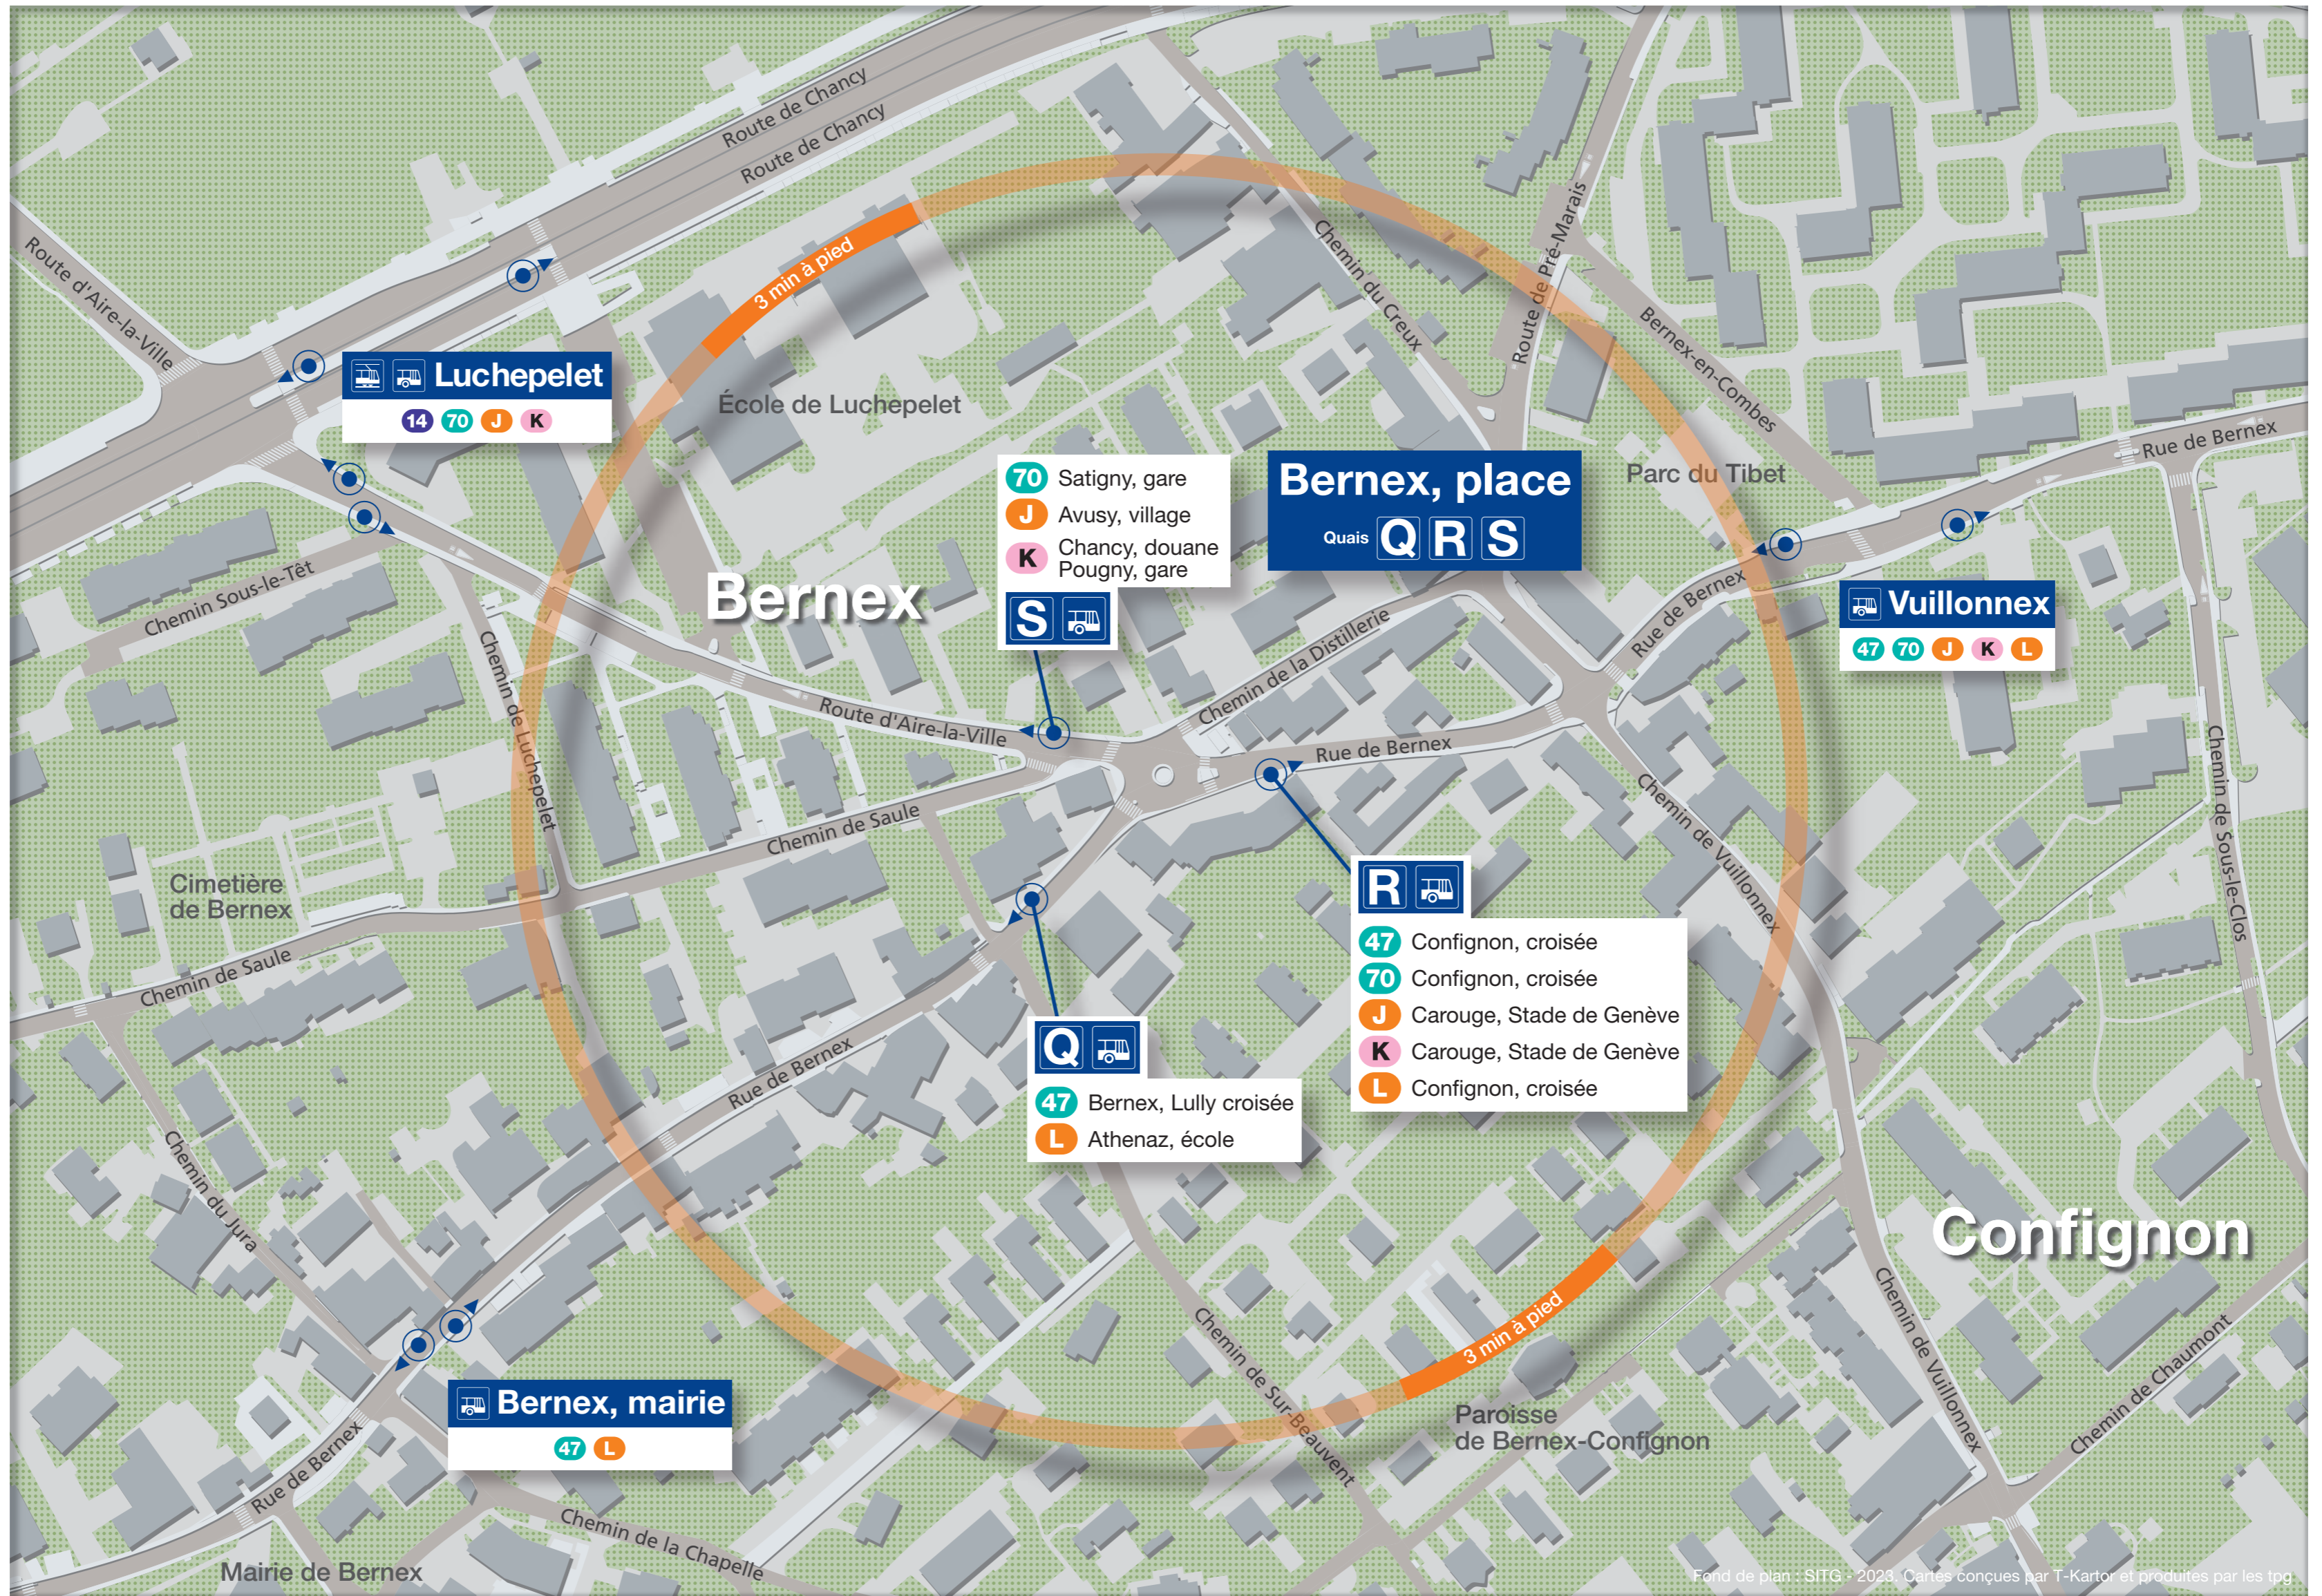 Route de Chancy
Route de Chancy
Route d'Aire-la-Ville
3 min à pied
Chemin du Creux
Route de Pré-Marais
Bernex-en-Combes
Luchepelet
14 70 J K
École de Luchepelet
70 Satigny, gare
J Avusy, village
K Chancy, douane
Pougny, gare
S
Bernex, place
Quais Q R S
Parc du Tibet
Rue de Bernex
Rue de Bernex
Vuillonnex
47 70 J K L
Chemin Sous-le-Têt
Bernex
Chemin de Luchepelet
Chemin de la Distillerie
Route d'Aire-la-Ville
Rue de Bernex
Chemin de Vuillonnex
Chemin de Sous-le-Clos
Chemin de Saule
Cimetière
de Bernex
Chemin de Saule
R
47 Confignon, croisée
70 Confignon, croisée
J Carouge, Stade de Genève
K Carouge, Stade de Genève
L Confignon, croisée
Q
47 Bernex, Lully croisée
L Athenaz, école
Rue de Bernex
Chemin du Jura
Confignon
Chemin de Sur-Beauvent
3 min à pied
Chemin de Vuillonnex
Chemin de Chaumont
Paroisse
de Bernex-Confignon
Bernex, mairie
47 L
Rue de Bernex
Chemin de la Chapelle
Mairie de Bernex
Fond de plan : SITG - 2023. Cartes conçues par T-Kartor et produites par les tpg